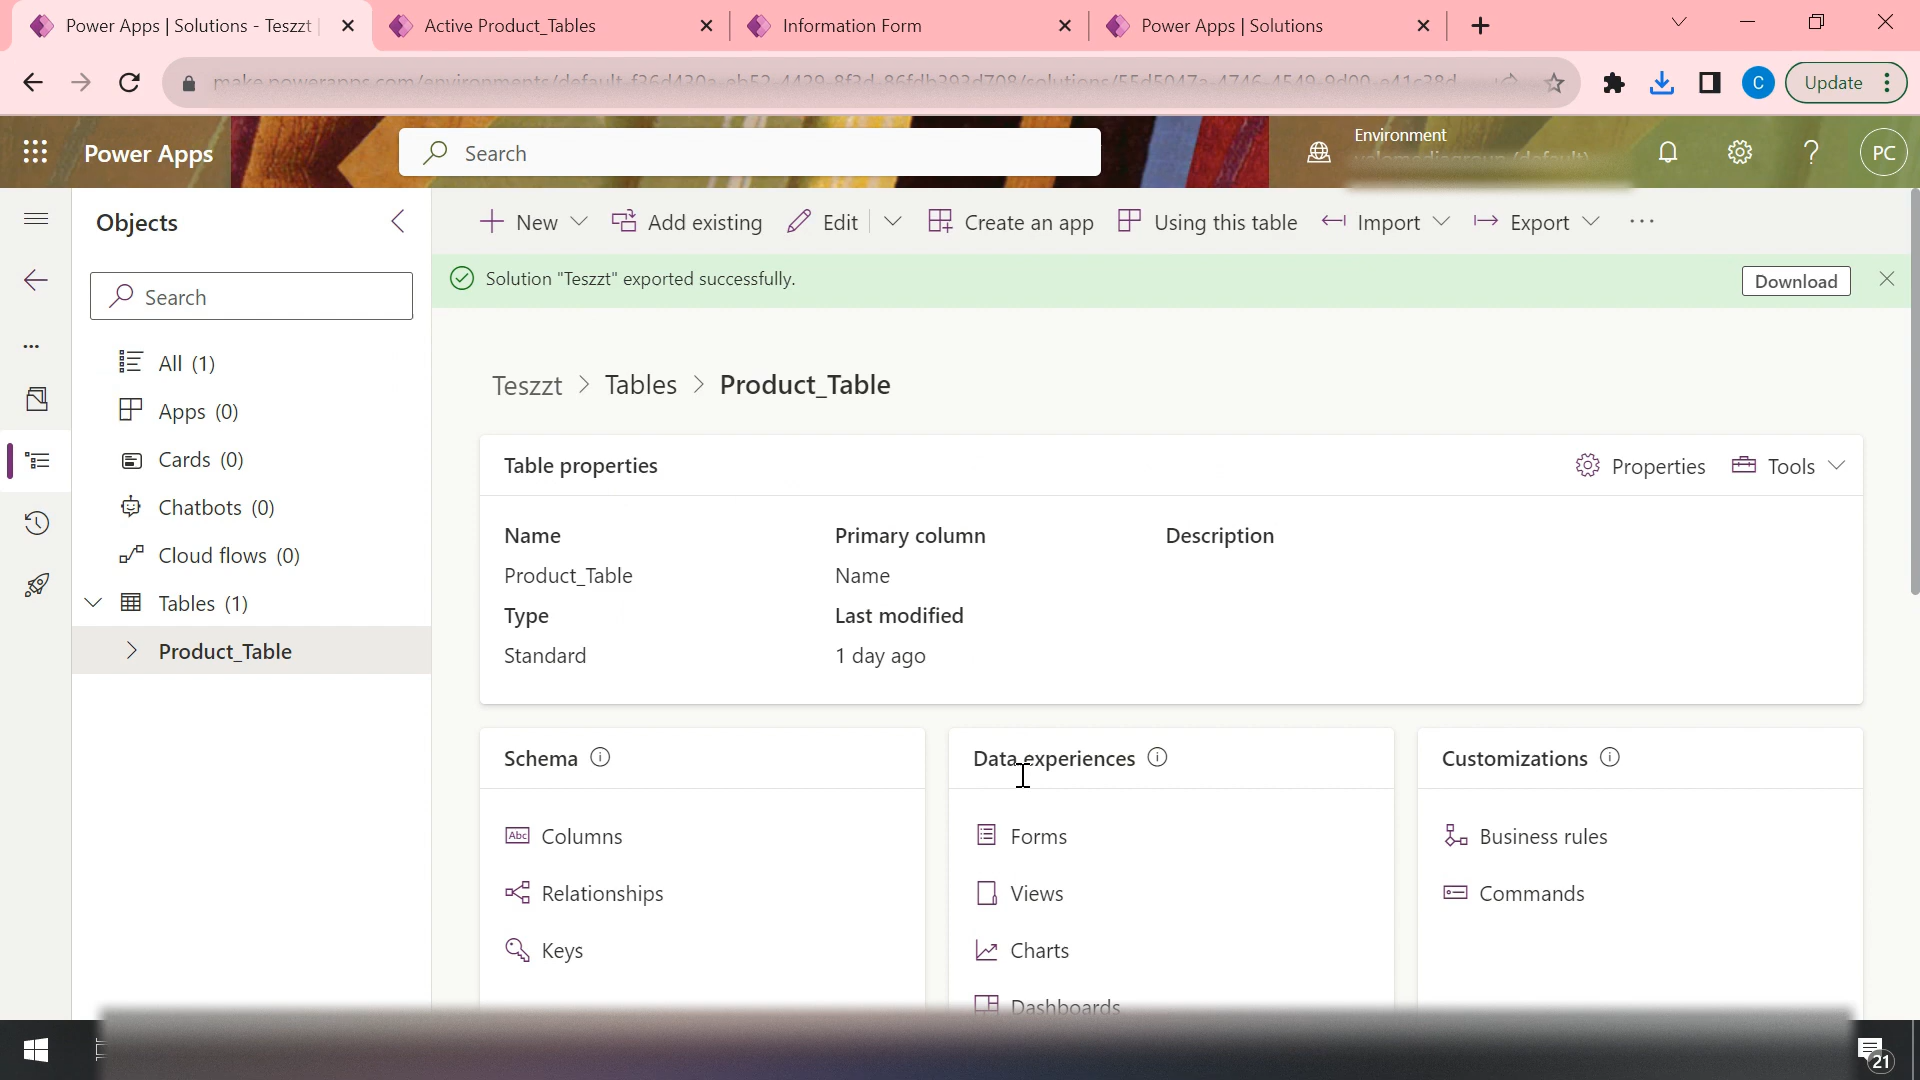 Power Apps | Solutions - Teszzt
Active Product_Tables
Information Form
Power Apps | Solutions
C
Update
Power Apps
Search
Environment
PC
Objects
New
Add existing
Edit
Create an app
Using this table
Import
Export
Solution "Teszzt" exported successfully.
Download
Search
All (1)
Apps (0)
Cards (0)
Chatbots (0)
Cloud flows (0)
Tables (1)
Product_Table
Teszzt > Tables > Product_Table
Table properties
Properties
Tools
Name
Primary column
Description
Product_Table
Name
Type
Last modified
Standard
1 day ago
Schema
Columns
Relationships
Keys
Data experiences
Forms
Views
Charts
Dashboards
Customizations
Business rules
Commands
21